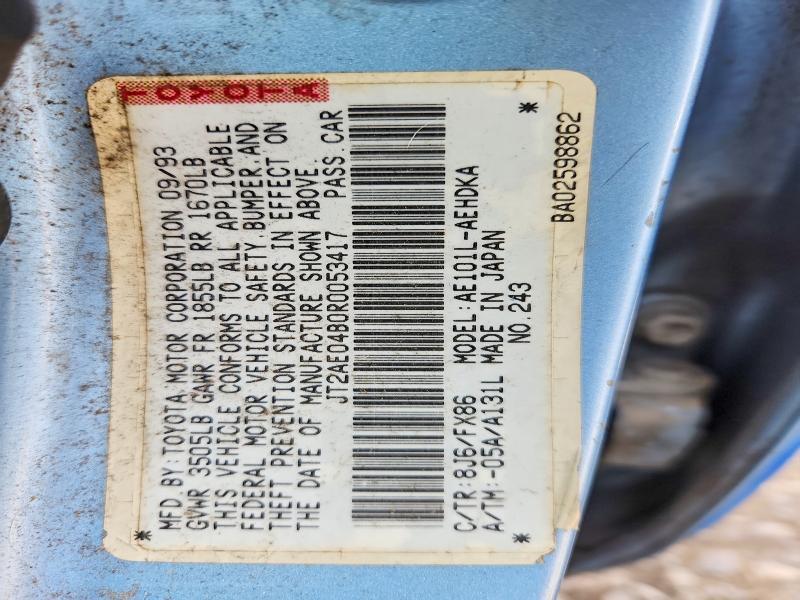 TOYOTA
MFD. BY: TOYOTA MOTOR CORPORATION 09/93
GVWR 3505LB GAWR FR 1855LB RR 1670LB
THIS VEHICLE CONFORMS TO ALL APPLICABLE
FEDERAL MOTOR VEHICLE SAFETY, BUMPER, AND
THEFT PREVENTION STANDARDS IN EFFECT ON
THE DATE OF MANUFACTURE SHOWN ABOVE.
JT2AE04B0R0053417 PASS. CAR
C/TR:8J6/FX86 MODEL:AE101L-AEHDKA
A/TM:-05A/A131L MADE IN JAPAN
NO.243
BA02598862